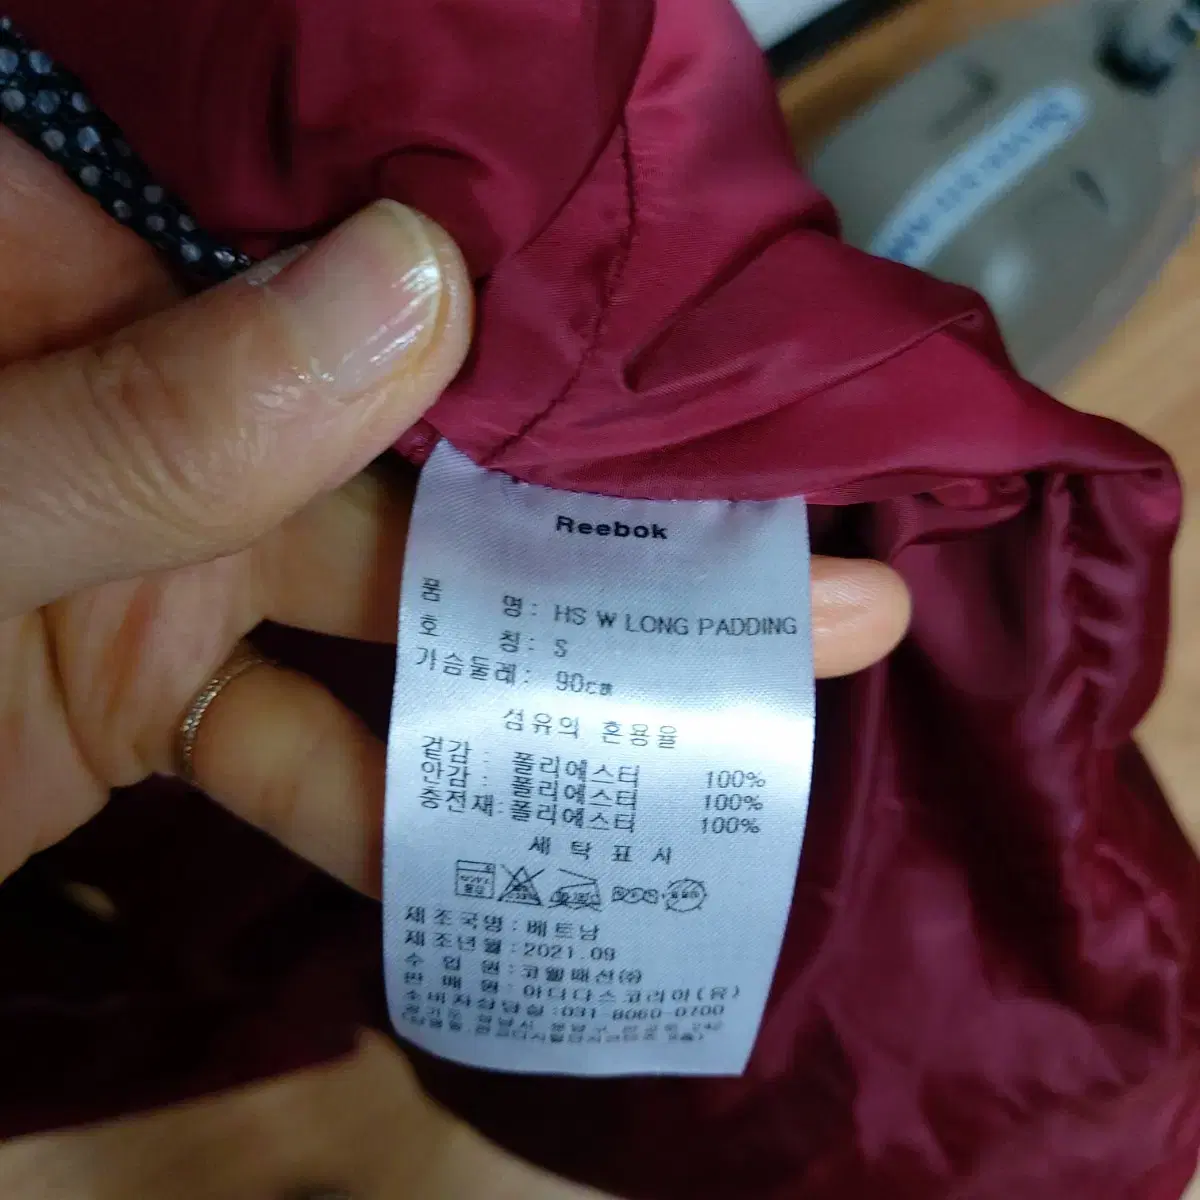 Reebok
품 명 : HS W LONG PADDING
호 칭 : S
가슴둘레 : 90cm
섬유의 혼용율
겉감 : 폴리에스터 100%
안감 : 폴리에스터 100%
충전재 : 폴리에스터 100%
세 탁 표 시
제조국명 : 베트남
제조년월 : 2021.09
수 입 원 : 코웰패션(주)
판 매 원 : 아디다스코리아(유)
소비자상담실 : 031-8060-0700